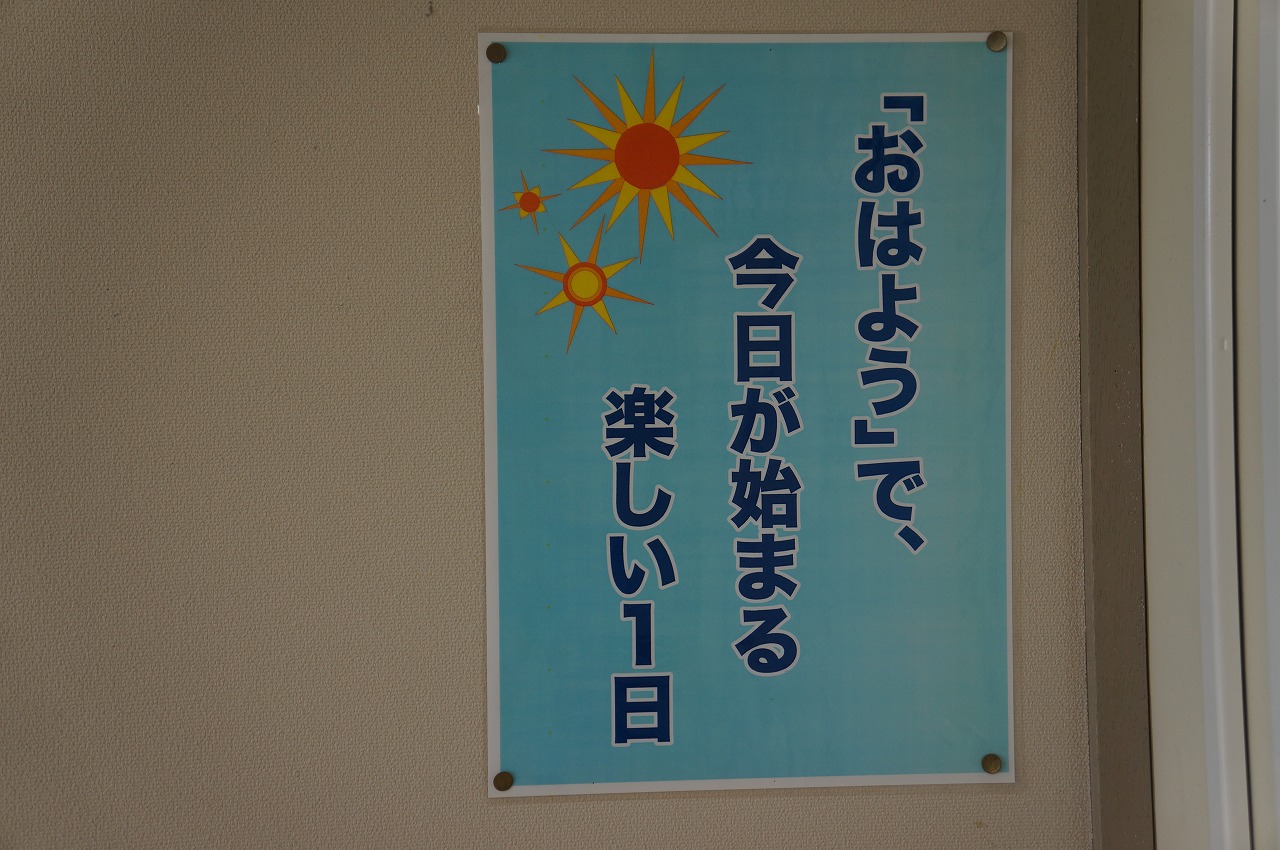 「おはよう」で、
今日が始まる
楽しい1日